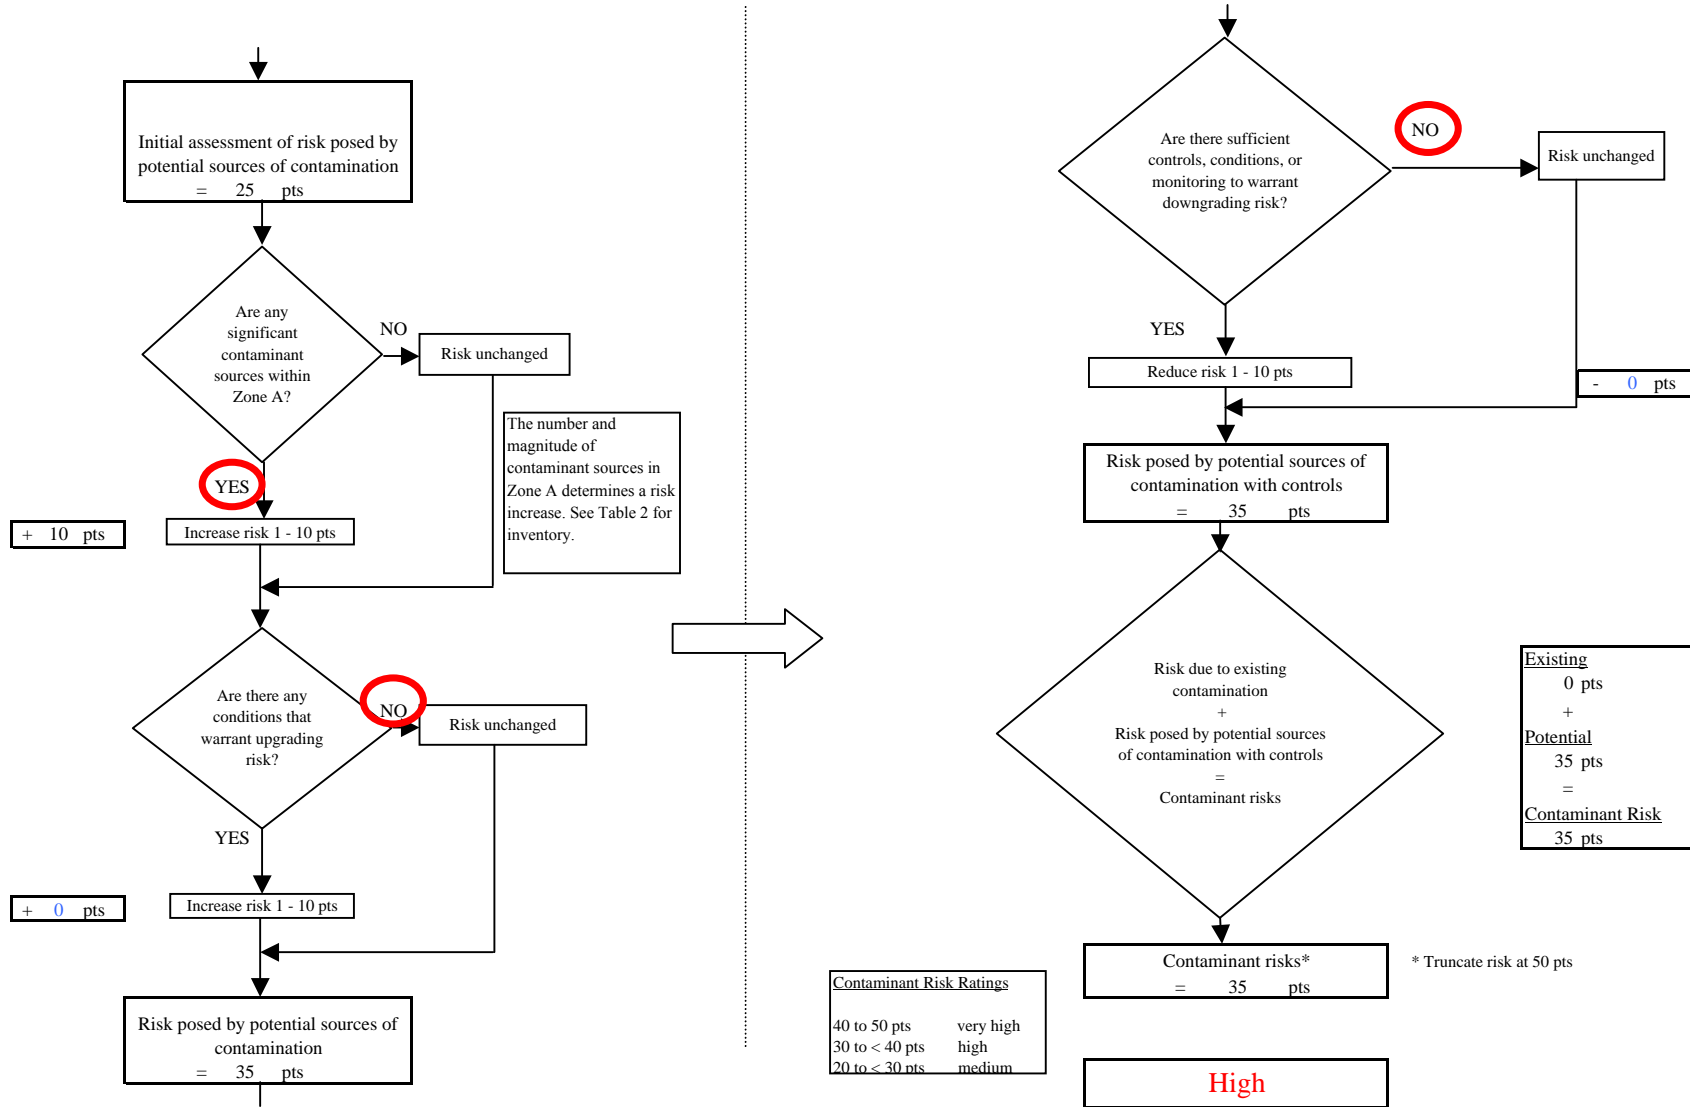 Initial assessment of risk posed by
potential sources of contamination
= 25 pts
Are any
significant
contaminant
sources within
Zone A?
NO
Risk unchanged
The number and
magnitude of
contaminant sources in
Zone A determines a risk
increase. See Table 2 for
inventory.
YES
+ 10 pts
Increase risk 1 - 10 pts
Are there any
conditions that
warrant upgrading
risk?
NO
Risk unchanged
YES
+ 0 pts
Increase risk 1 - 10 pts
Risk posed by potential sources of
contamination
= 35 pts
Are there sufficient
controls, conditions, or
monitoring to warrant
downgrading risk?
NO
Risk unchanged
YES
Reduce risk 1 - 10 pts
- 0 pts
Risk posed by potential sources of
contamination with controls
= 35 pts
Risk due to existing
contamination
+
Risk posed by potential sources
of contamination with controls
=
Contaminant risks
Existing
0 pts
+
Potential
35 pts
=
Contaminant Risk
35 pts
Contaminant risks*
= 35 pts
* Truncate risk at 50 pts
Contaminant Risk Ratings
40 to 50 pts very high
30 to < 40 pts high
20 to < 30 pts medium
High